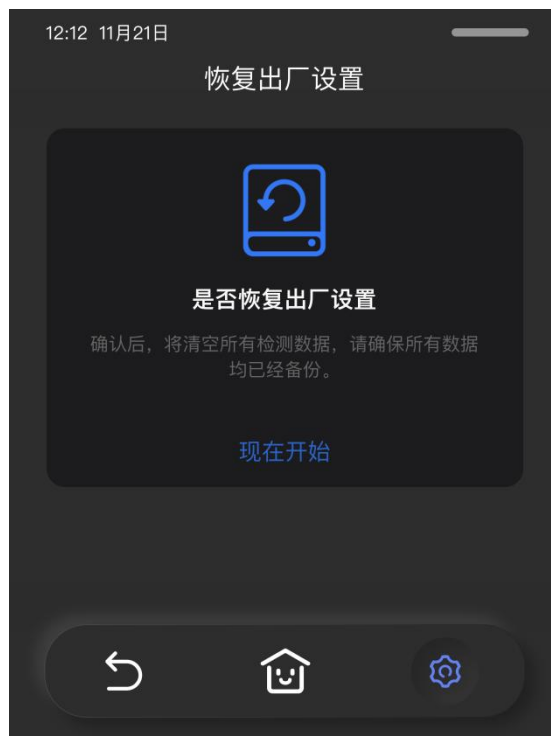 12:12 11月21日
恢复出厂设置
是否恢复出厂设置
确认后，将清空所有检测数据，请确保所有数据
均已经备份。
现在开始